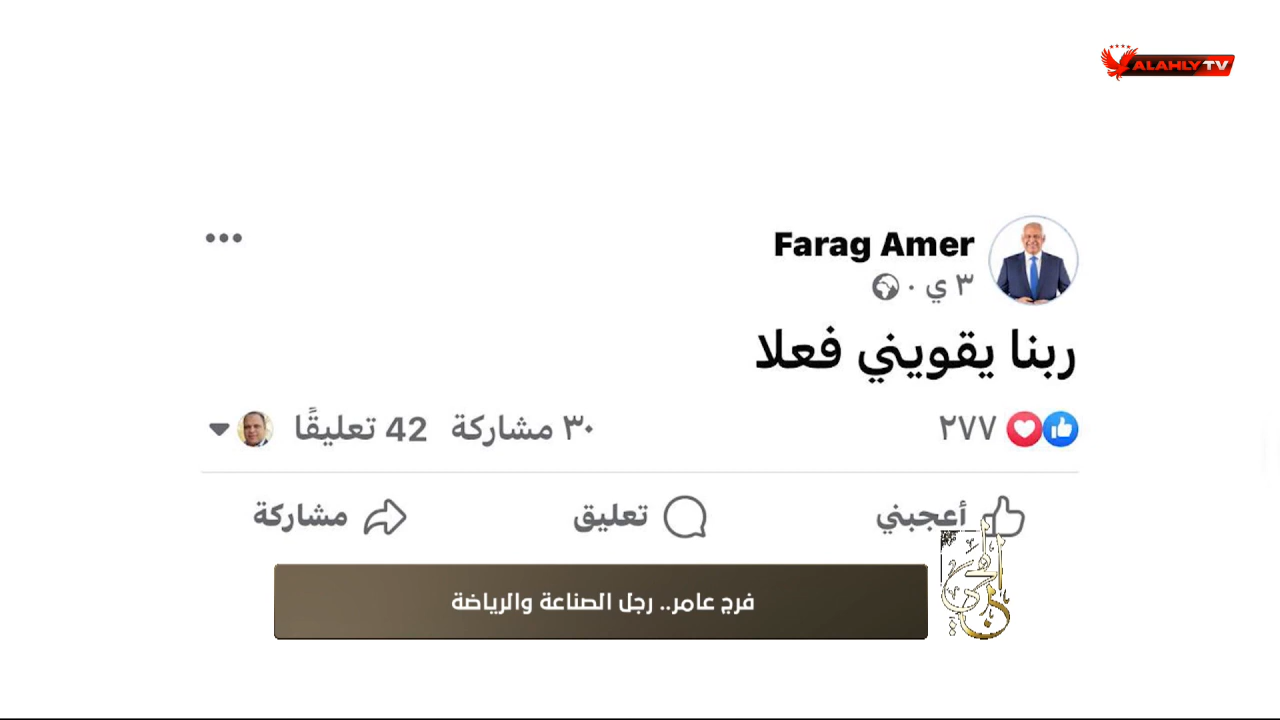 ALAHLY TV
Farag Amer
٣ ي ·
ربنا يقويني فعلا
٢٧٧
٣٠ مشاركة 42 تعليقًا
أعجبني
تعليق
مشاركة
فرج عامر.. رجل الصناعة والرياضة